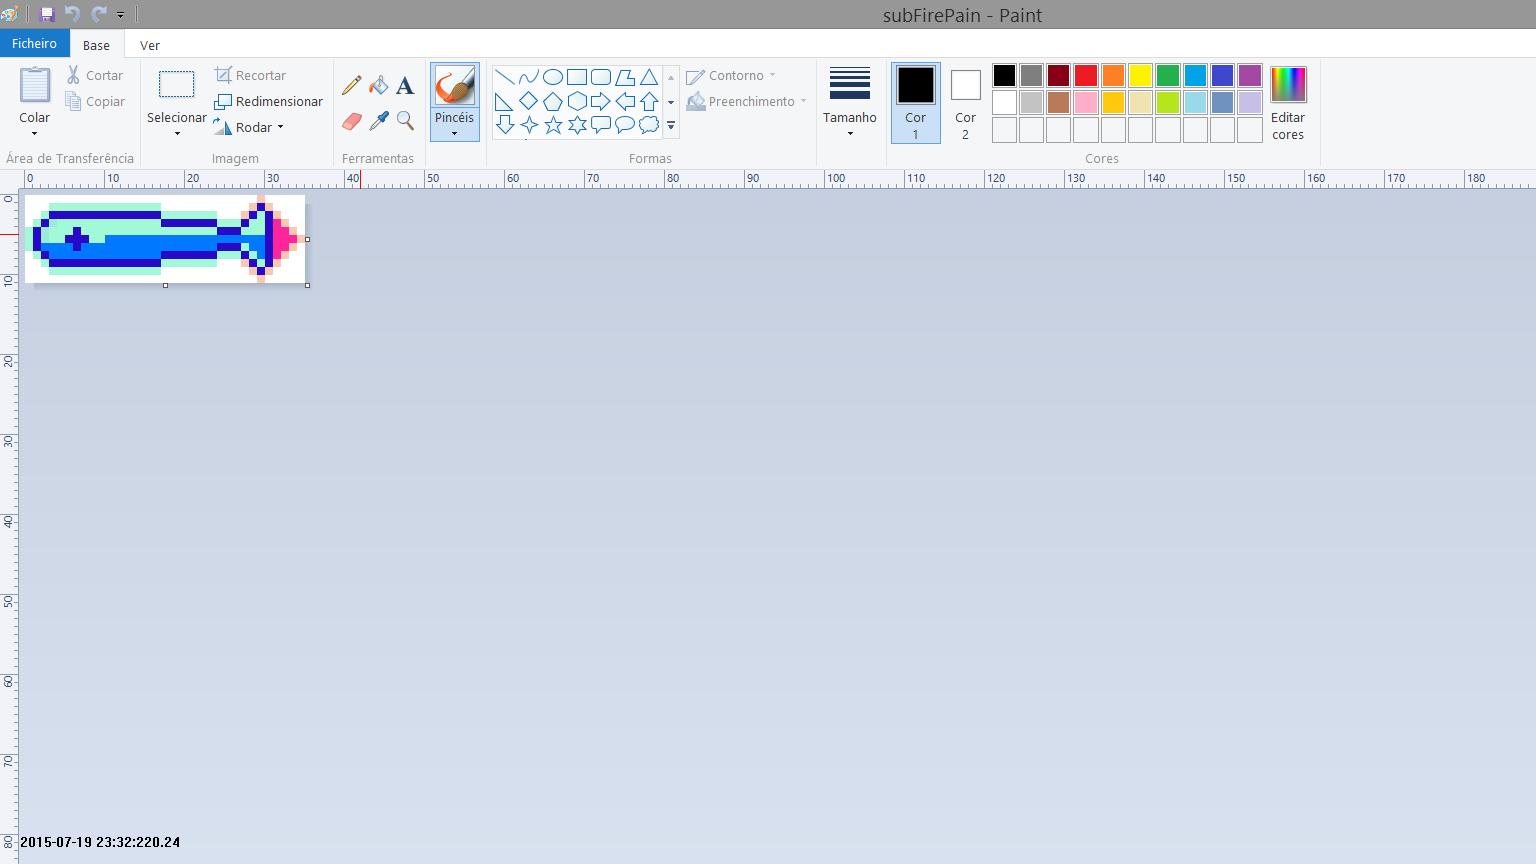 subFirePain - Paint
Ficheiro Base Ver
Colar
Cortar
Copiar
Área de Transferência
Selecionar
Recortar
Redimensionar
Rodar
Imagem
A
Ferramentas
Pincéis
Contorno
Preenchimento
Formas
Tamanho
Cor 1
Cor 2
Editar cores
Cores
0 10 20 30 40 50 60 70 80 90 100 110 120 130 140 150 160 170 180
0
10
20
30
40
50
60
70
80
2015-07-19 23:32:220.24